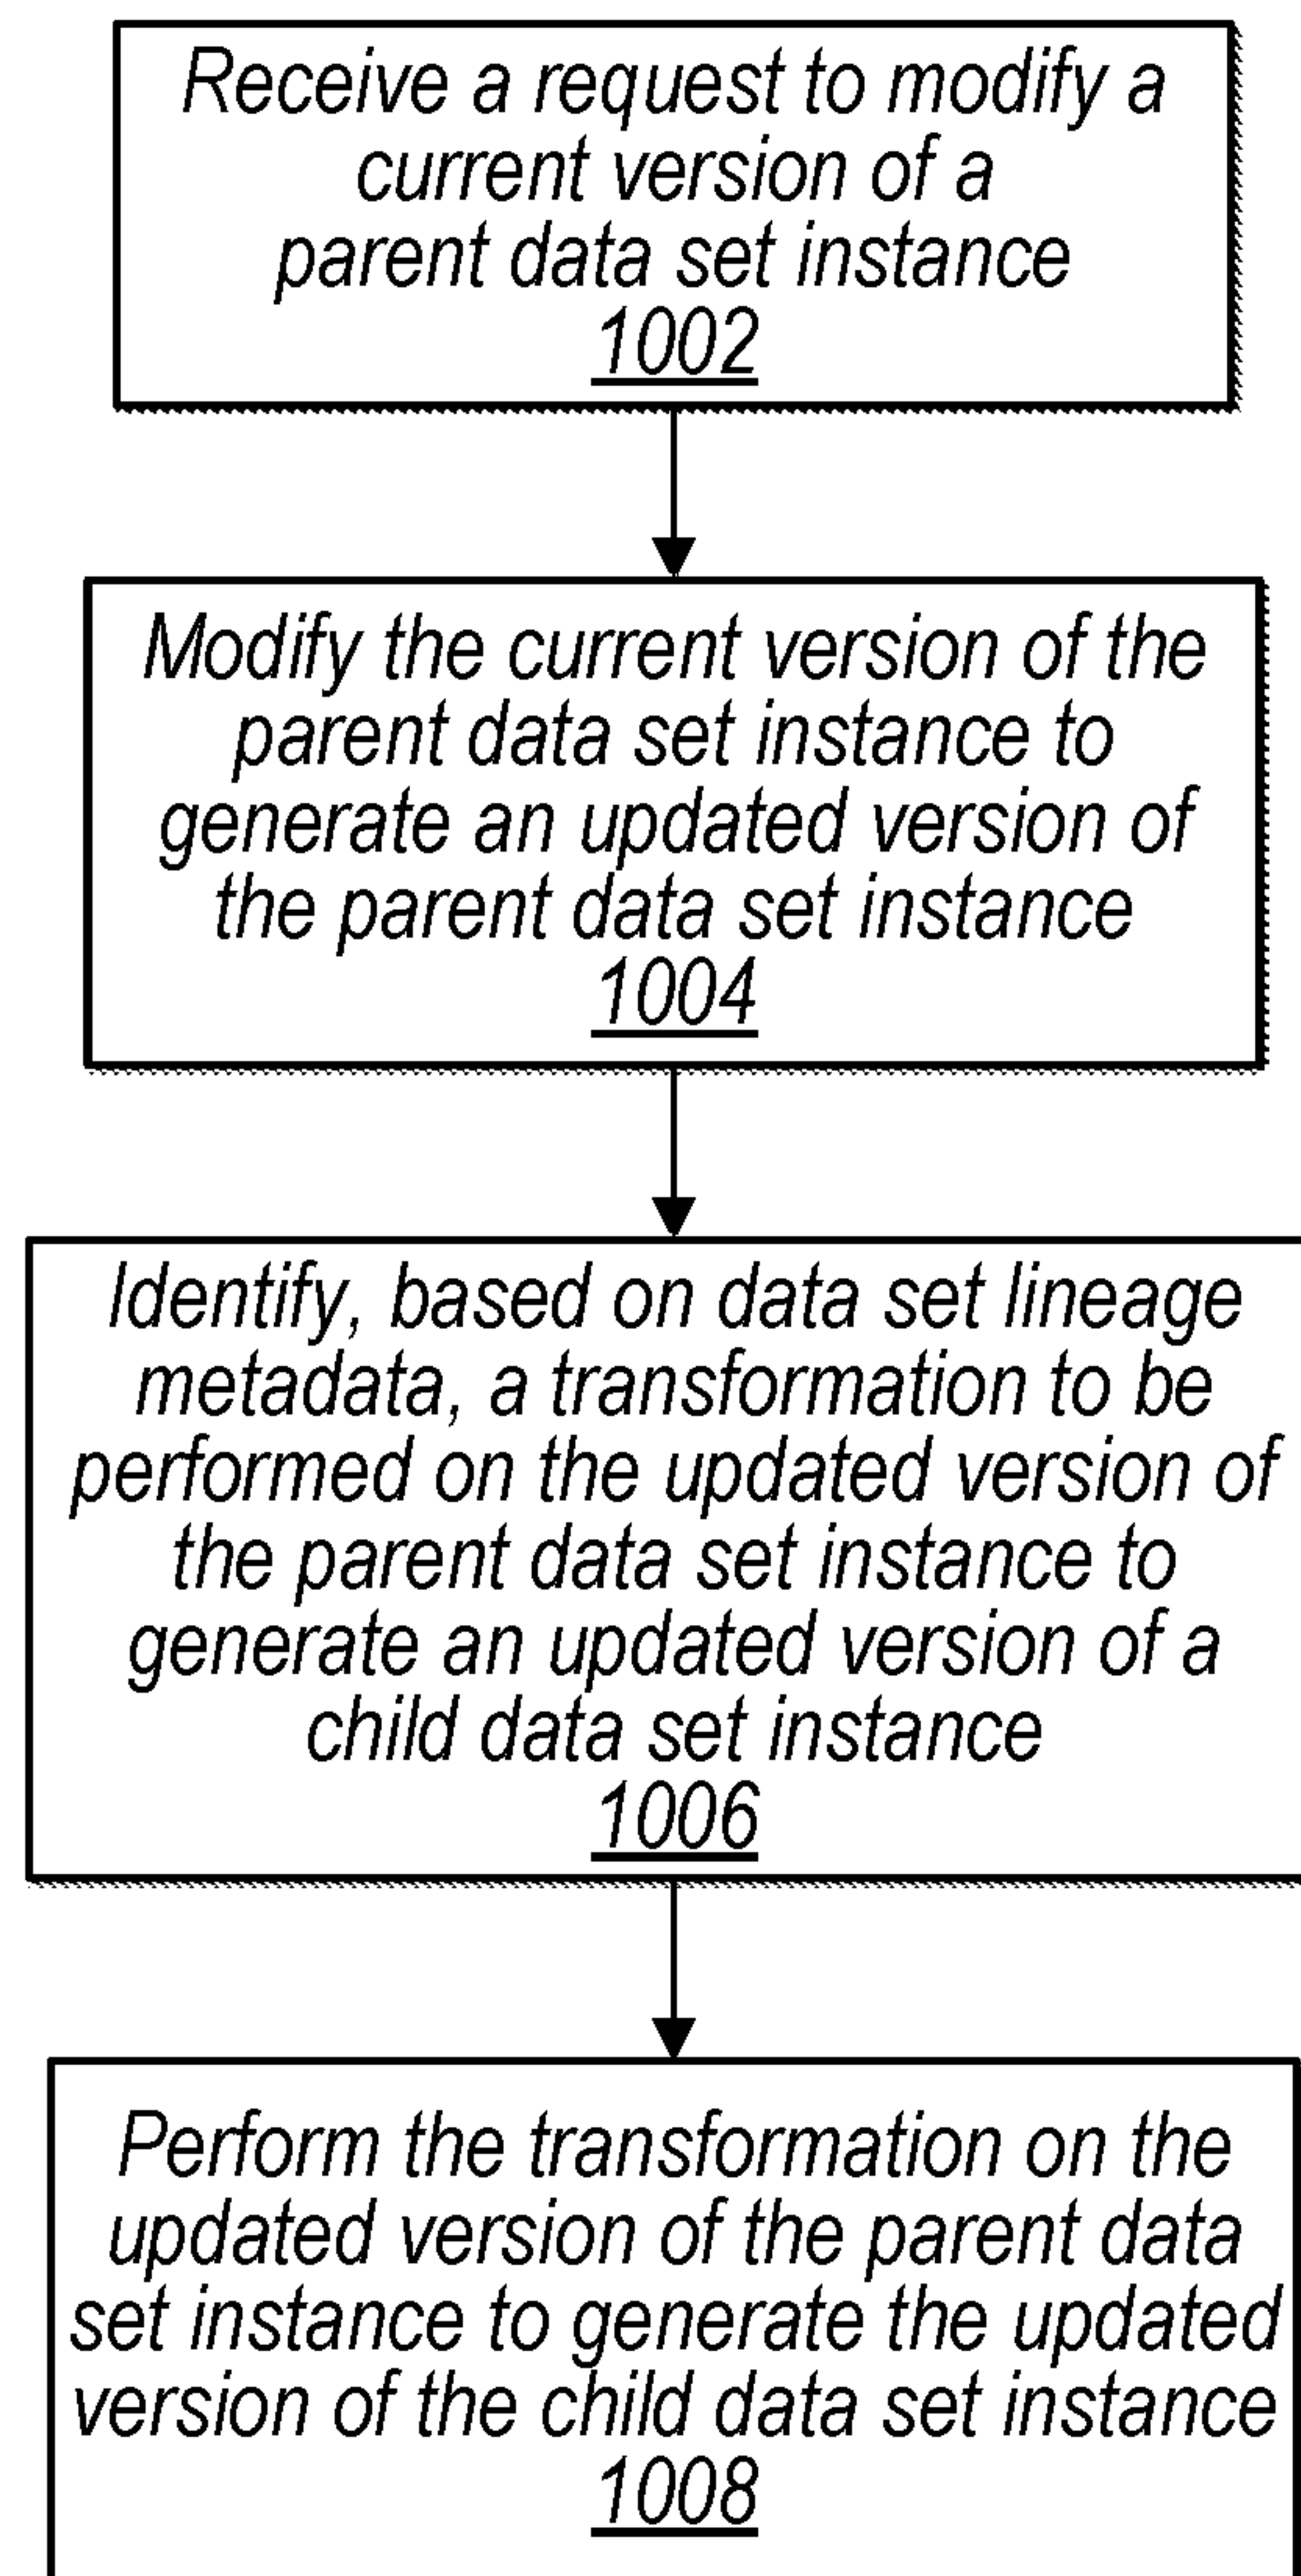 Receive a request to modify a
current version of a
parent data set instance
1002
Modify the current version of the
parent data set instance to
generate an updated version of
the parent data set instance
1004
Identify, based on data set lineage
metadata, a transformation to be
performed on the updated version of
the parent data set instance to
generate an updated version of a
child data set instance
1006
Perform the transformation on the
updated version of the parent data
set instance to generate the updated
version of the child data set instance
1008